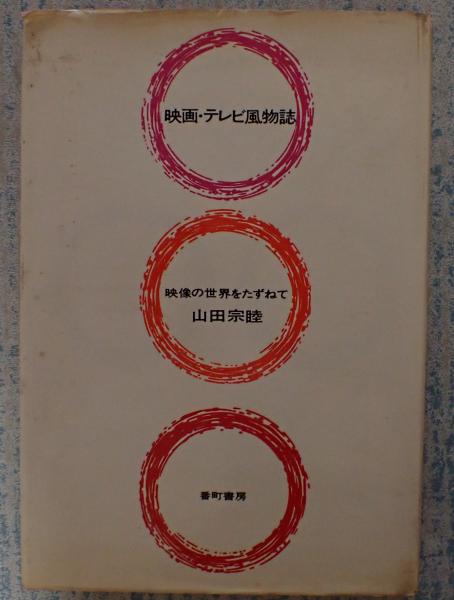 映画・テレビ風物誌
映像の世界をたずねて
山田宗睦
番町書房